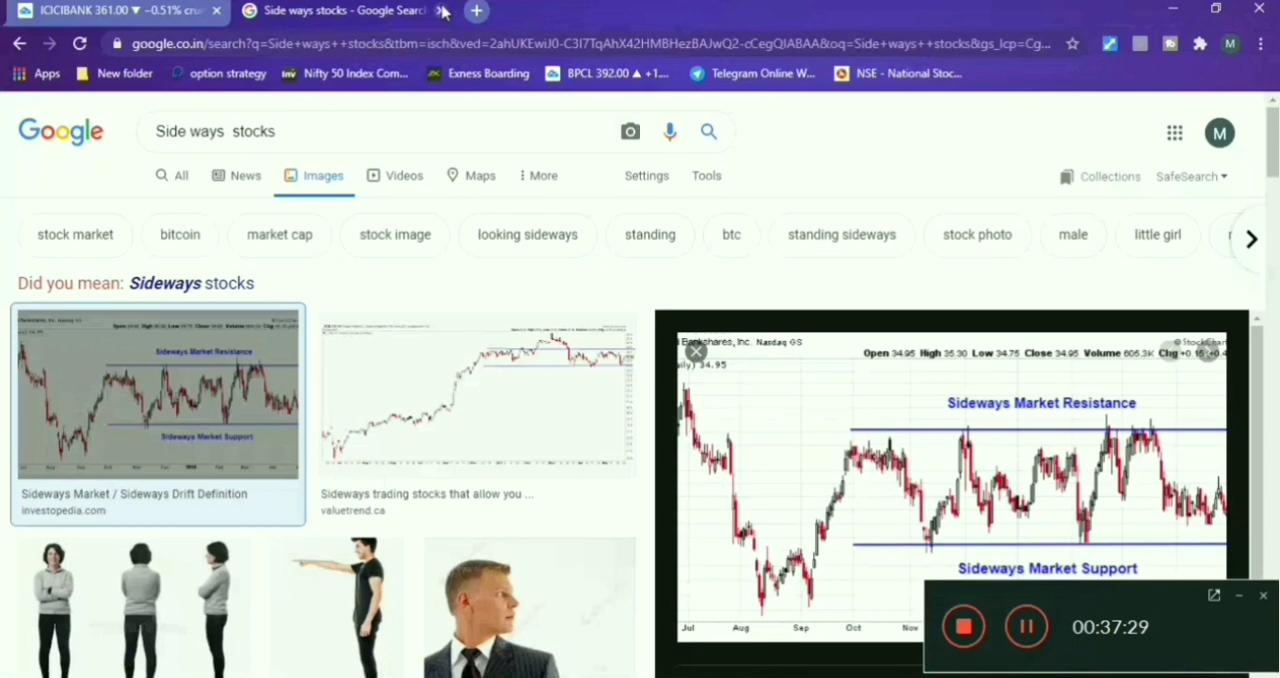 ICICIBANK 361.00 ▼ −0.51%
Side ways stocks - Google Search
google.co.in/search?q=Side+ways++stocks&tbm=isch&ved=2ahUKEwiJ0-C3l7TqAhX42HMBHezBAJwQ2-cCegQIABAA&oq=Side+ways++stocks&gs_lcp=Cg...
M
Apps
New folder
option strategy
inv
Nifty 50 Index Com...
Exness Boarding
BPCL 392.00 ▲ +1....
Telegram Online W...
NSE - National Stoc...
Google
Side ways stocks
M
All
News
Images
Videos
Maps
More
Settings
Tools
Collections
SafeSearch
stock market
bitcoin
market cap
stock image
looking sideways
standing
btc
standing sideways
stock photo
male
little girl
Did you mean: Sideways stocks
Sideways Market Resistance
Sideways Market Support
Sideways Market / Sideways Drift Definition
investopedia.com
Sideways trading stocks that allow you ...
valuetrend.ca
Bankshares, Inc. Nasdaq GS
Open 34.95 High 35.30 Low 34.75 Close 34.95 Volume 605.3K Chg +0.1
34.95
Sideways Market Resistance
Sideways Market Support
Jul Aug Sep Oct Nov
00:37:29